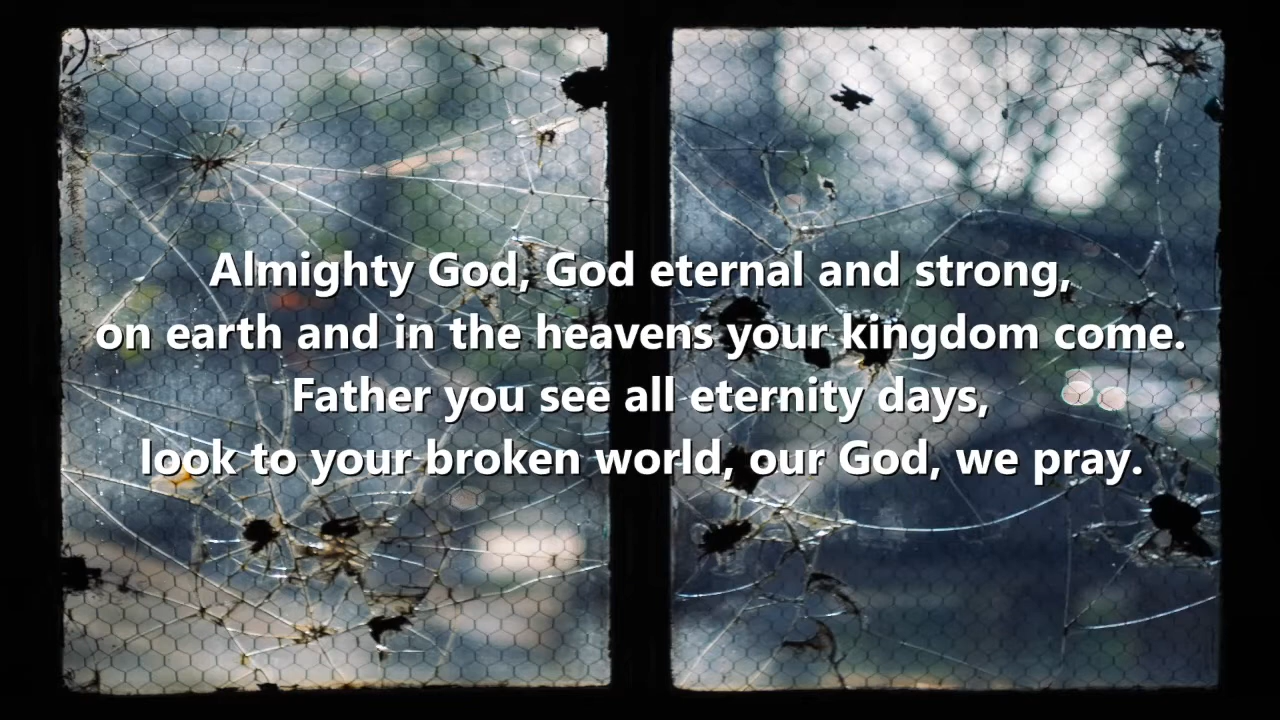 Almighty God, God eternal and strong,
on earth and in the heavens your kingdom come.
Father you see all eternity days,
look to your broken world, our God, we pray.